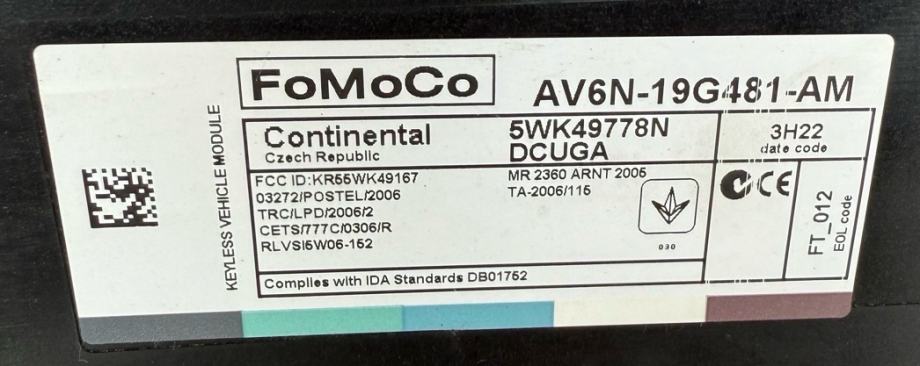 FoMoCo
AV6N-19G481-AM
KEYLESS VEHICLE MODULE
Continental
Czech Republic
5WK49778N
DCUGA
3H22
date code
FCC ID:KR55WK49167
03272/POSTEL/2006
TRC/LPD/2006/2
CETS/777C/0306/R
RLVSI5W06-152
MR 2360 ARNT 2005
TA-2006/115
030
CE
FT_012
EOL code
Complies with IDA Standards DB01752